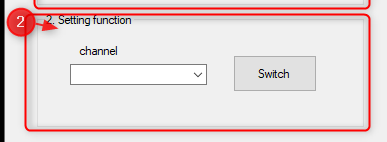 2
2. Setting function
channel
Switch